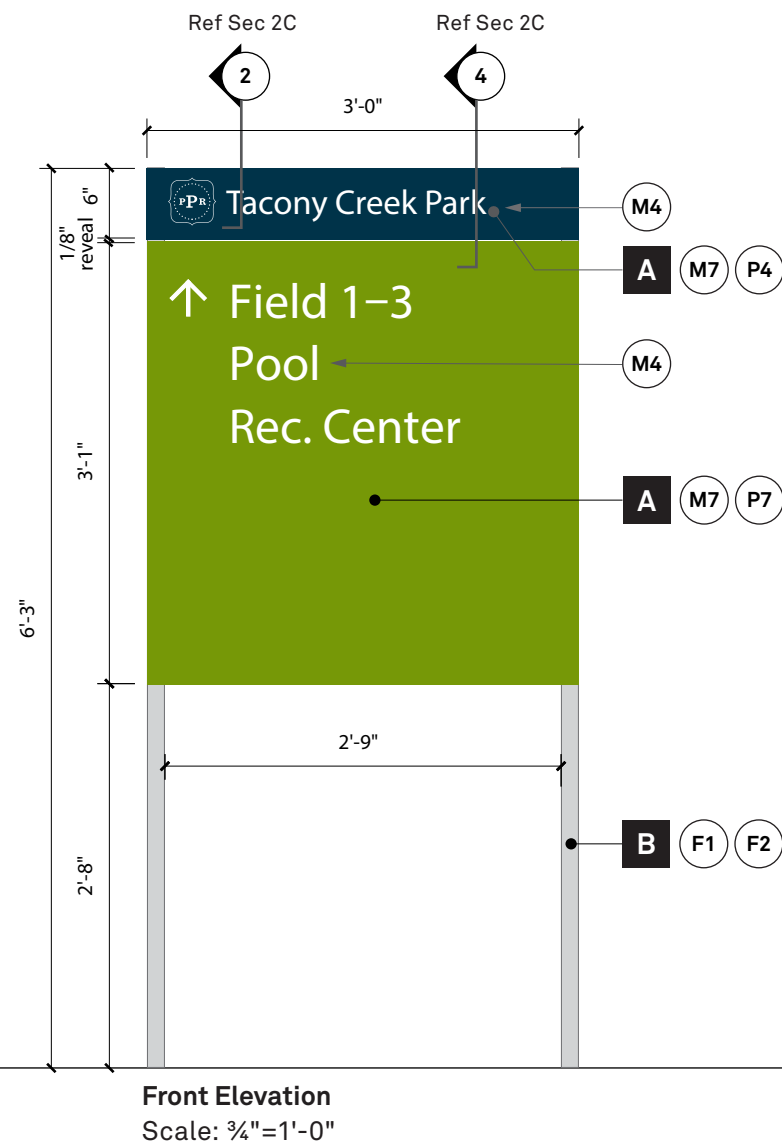 Ref Sec 2C
Ref Sec 2C
2
4
3'-0"
6"
1/8"
reveal
PPR
Tacony Creek Park
M4
A M7 P4
Field 1–3
Pool
M4
Rec. Center
3'-1"
A M7 P7
6'-3"
2'-9"
2'-8"
B F1 F2
Front Elevation
Scale: ¾"=1'-0"